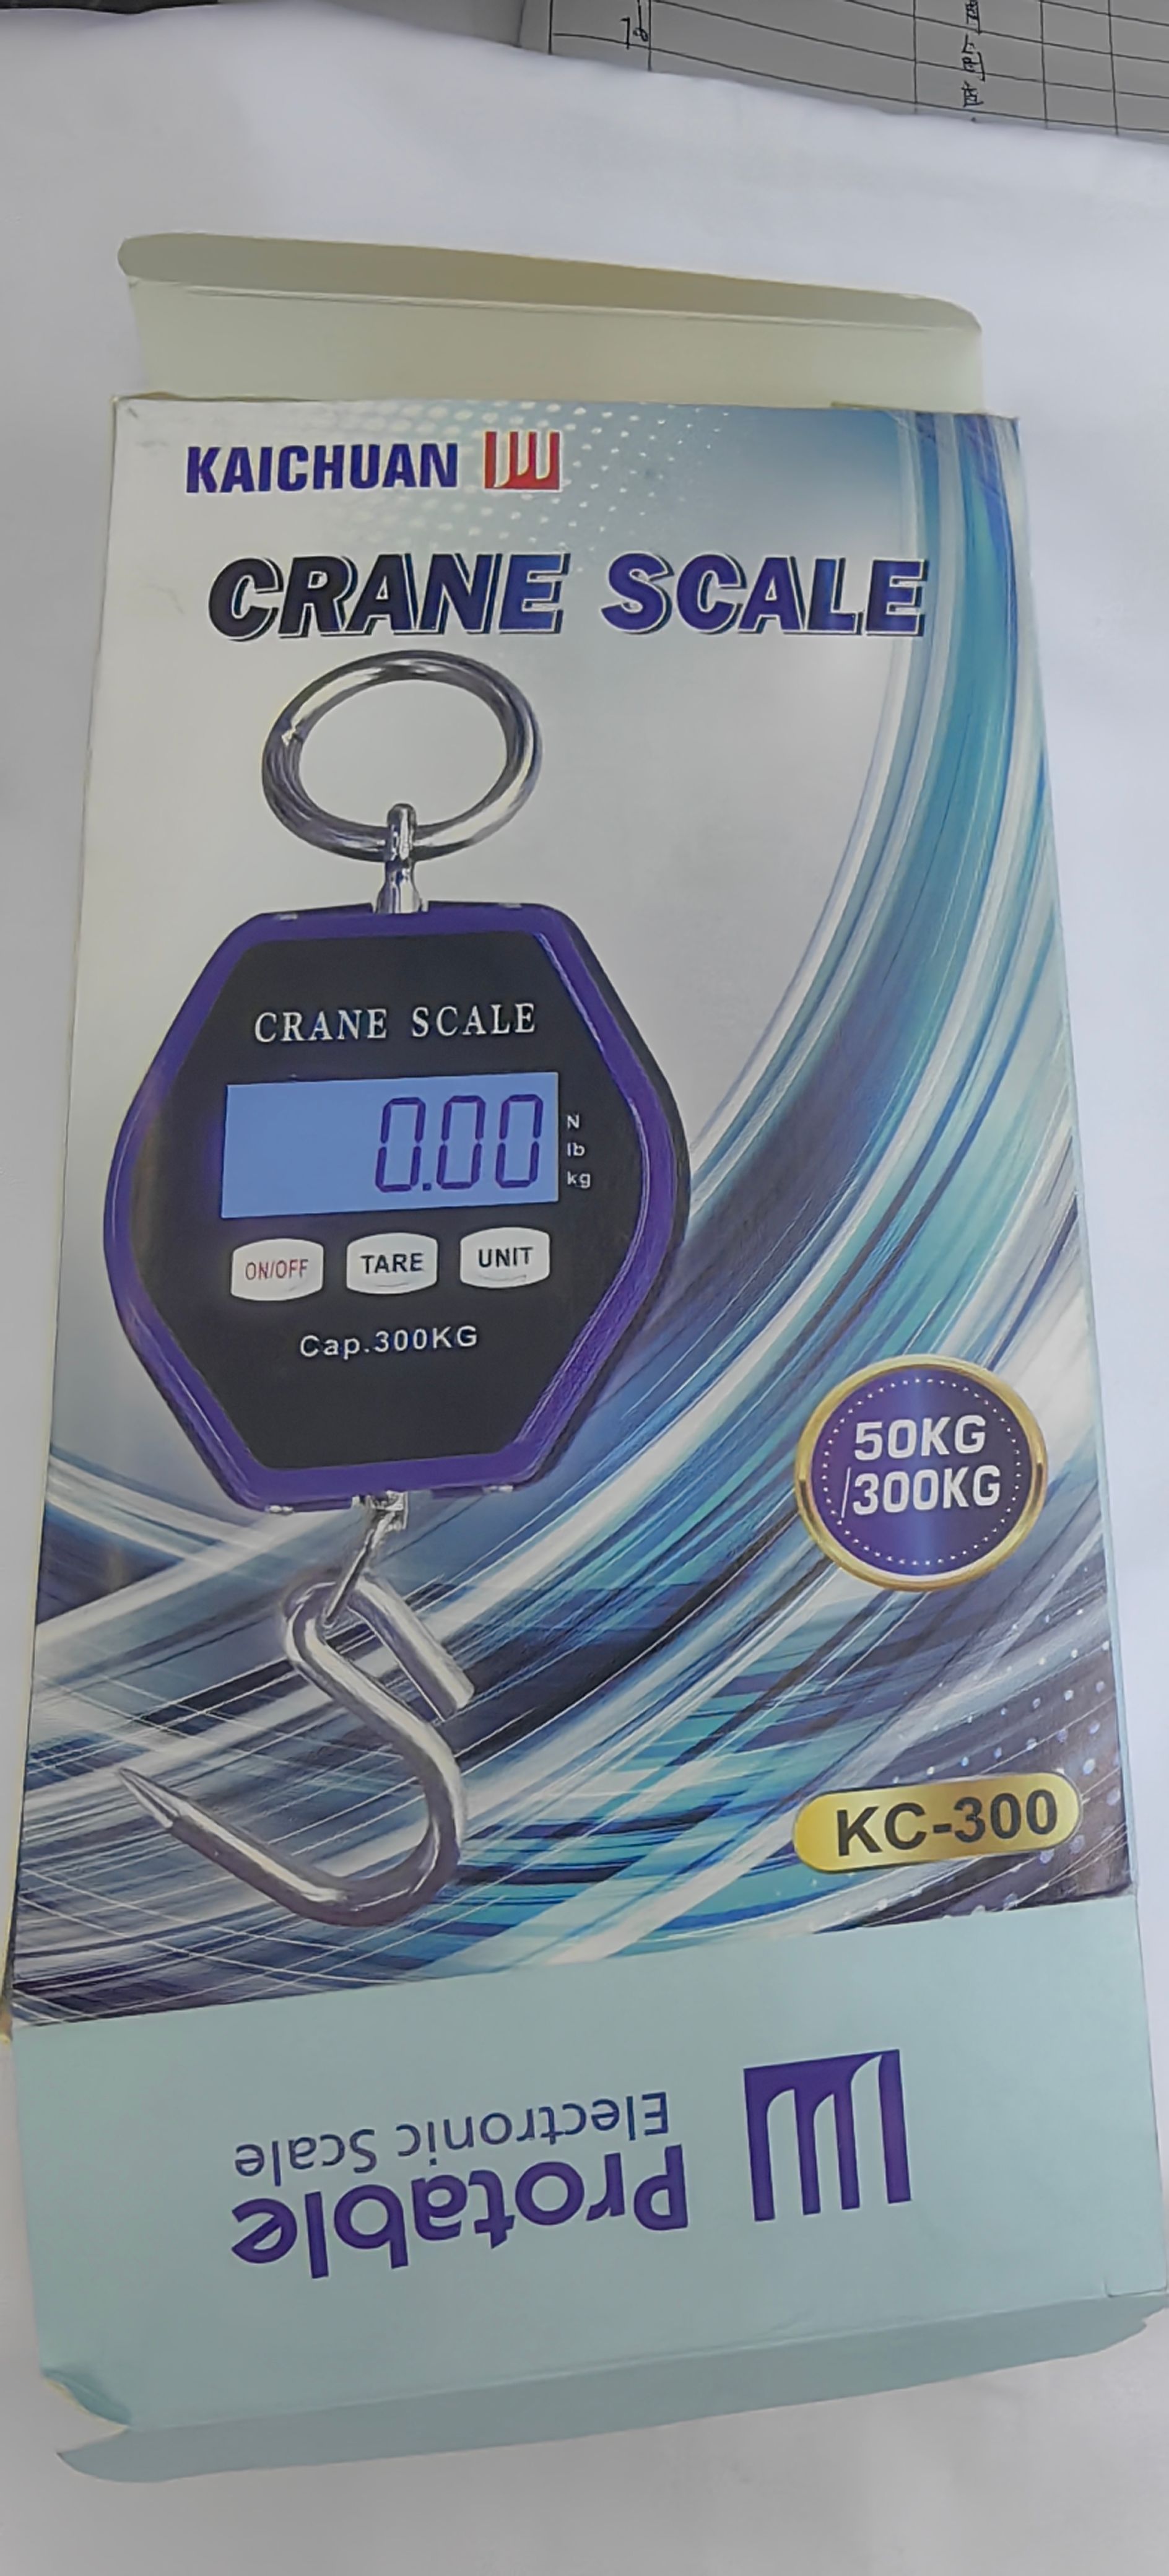 KAICHUAN
CRANE SCALE
CRANE SCALE
0.00
N
lb
kg
ON/OFF
TARE
UNIT
Cap.300KG
50KG
/300KG
KC-300
Protable
Electronic Scale